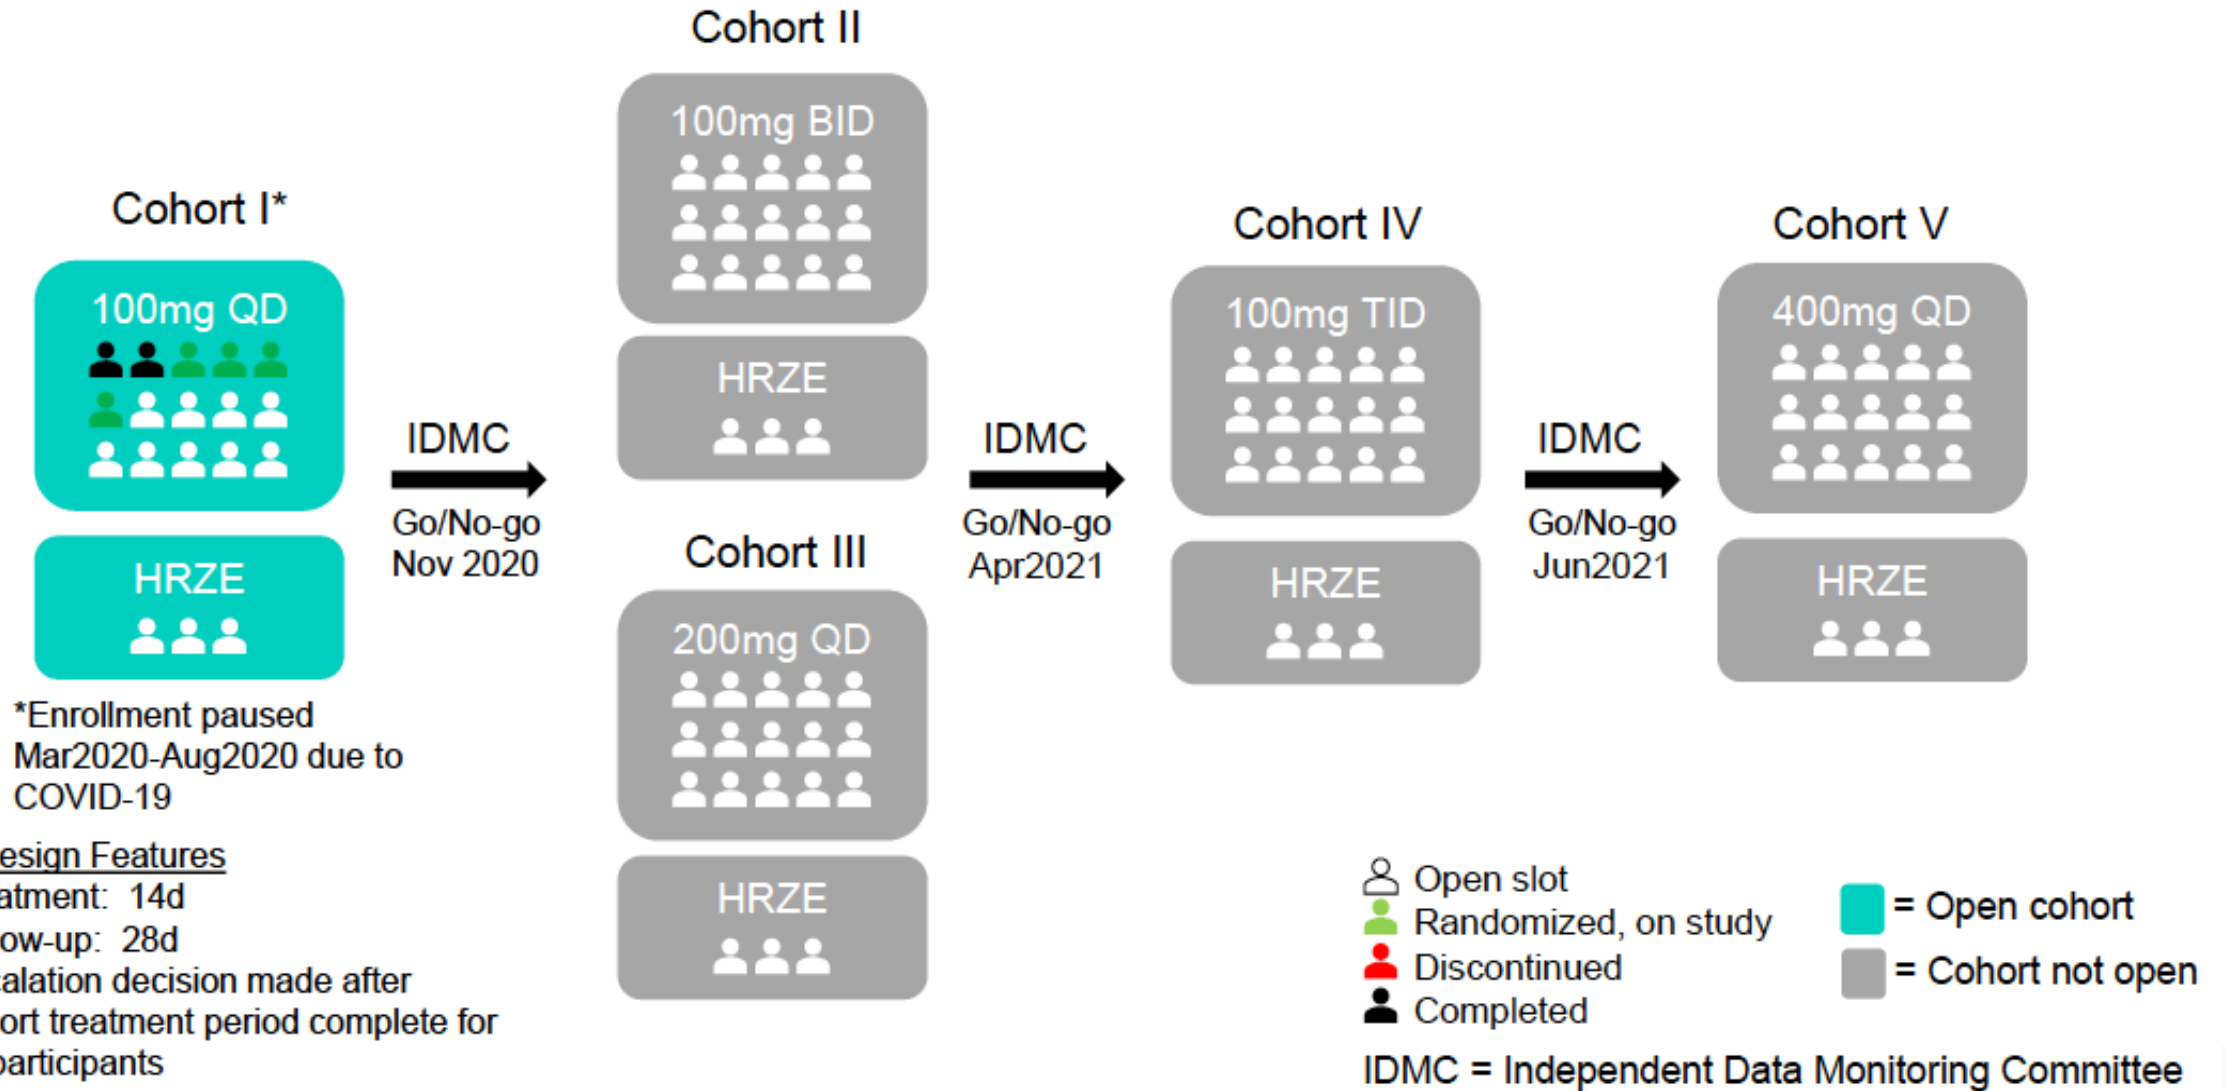 Cohort I*
100mg QD
HRZE
*Enrollment paused
Mar2020-Aug2020 due to
COVID-19
esign Features
atment: 14d
ow-up: 28d
calation decision made after
ort treatment period complete for
participants
IDMC
Go/No-go
Nov 2020
Cohort II
100mg BID
HRZE
Cohort III
200mg QD
HRZE
IDMC
Go/No-go
Apr2021
Cohort IV
100mg TID
HRZE
IDMC
Go/No-go
Jun2021
Cohort V
400mg QD
HRZE
Open slot
Randomized, on study
Discontinued
Completed
= Open cohort
= Cohort not open
IDMC = Independent Data Monitoring Committee